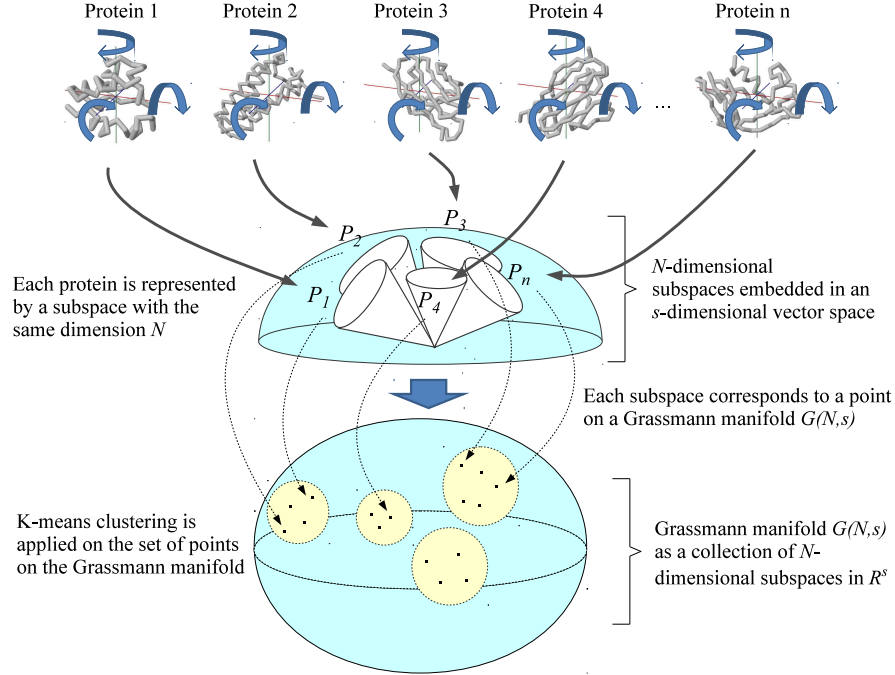 Protein 1
Protein 2
Protein 3
Protein 4
Protein n
...
P2
P3
Pn
P1
P4
Each protein is represented
by a subspace with the
same dimension N
N-dimensional
subspaces embedded in an
s-dimensional vector space
Each subspace corresponds to a point
on a Grassmann manifold G(N,s)
K-means clustering is
applied on the set of points
on the Grassmann manifold
Grassmann manifold G(N,s)
as a collection of N-
dimensional subspaces in R^s